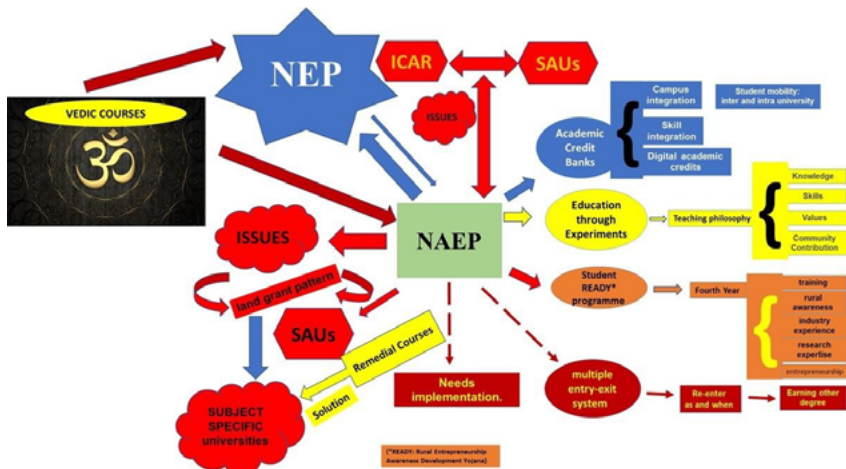 VEDIC COURSES
ॐ
NEP
ICAR
SAUs
ISSUES
Academic
Credit
Banks
Campus
integration
Skill
integration
Digital academic
credits
Student mobility:
inter and intra university
NAEP
Education
through
Experiments
Teaching philosophy
Knowledge
Skills
Values
Community
Contribution
Student
READY*
programme
Fourth Year
training
rural
awareness
industry
experience
research
expertise
entrepreneurship
ISSUES
land grant pattern
SAUs
Remedial Courses
Solution
SUBJECT
SPECIFIC
universities
Needs
implementation.
multiple
entry-exit
system
Re-enter
as and when
Earning other
degree
(*READY: Rural Entrepreneurship
Awareness Development Yojana)